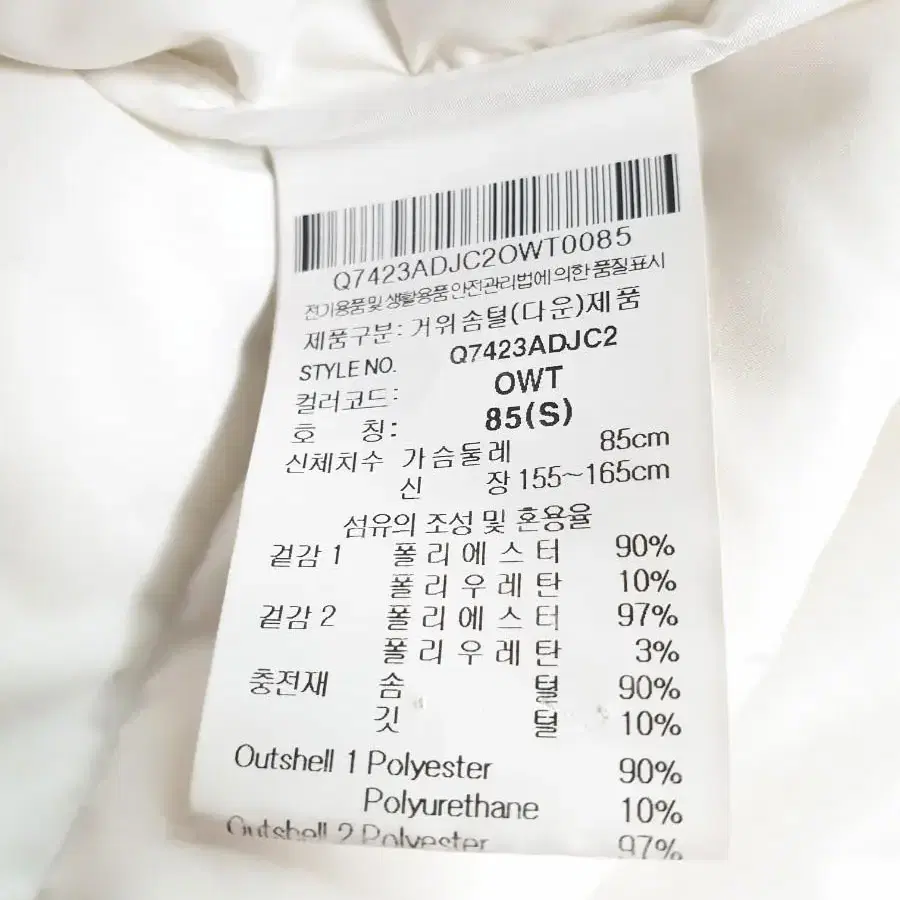 Q7423ADJC2OWT0085
전기용품 및 생활용품 안전관리법에 의한 품질표시
제품구분: 거위솜털(다운)제품
STYLE NO. Q7423ADJC2
컬러코드: OWT
호 칭: 85(S)
신체치수 가슴둘레 85cm
신 장 155~165cm
섬유의 조성 및 혼용율
겉감 1 폴리에스터 90%
폴리우레탄 10%
겉감 2 폴리에스터 97%
폴리우레탄 3%
충전재 솜 털 90%
깃 털 10%
Outshell 1 Polyester 90%
Polyurethane 10%
Outshell 2 Polyester 97%